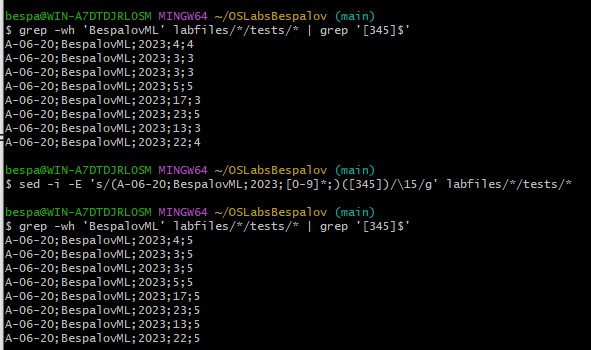 bespa@WIN-A7DTDJRLOSM MINGW64 ~/OSLabsBespalov (main)
$ grep -wh 'BespalovML' labfiles/*/tests/* | grep '[345]$'
A-06-20;BespalovML;2023;4;4
A-06-20;BespalovML;2023;3;3
A-06-20;BespalovML;2023;3;3
A-06-20;BespalovML;2023;5;5
A-06-20;BespalovML;2023;17;3
A-06-20;BespalovML;2023;23;5
A-06-20;BespalovML;2023;13;3
A-06-20;BespalovML;2023;22;4
bespa@WIN-A7DTDJRLOSM MINGW64 ~/OSLabsBespalov (main)
$ sed -i -E 's/(A-06-20;BespalovML;2023;[0-9]*;)([345])/\15/g' labfiles/*/tests/*
bespa@WIN-A7DTDJRLOSM MINGW64 ~/OSLabsBespalov (main)
$ grep -wh 'BespalovML' labfiles/*/tests/* | grep '[345]$'
A-06-20;BespalovML;2023;4;5
A-06-20;BespalovML;2023;3;5
A-06-20;BespalovML;2023;3;5
A-06-20;BespalovML;2023;5;5
A-06-20;BespalovML;2023;17;5
A-06-20;BespalovML;2023;23;5
A-06-20;BespalovML;2023;13;5
A-06-20;BespalovML;2023;22;5